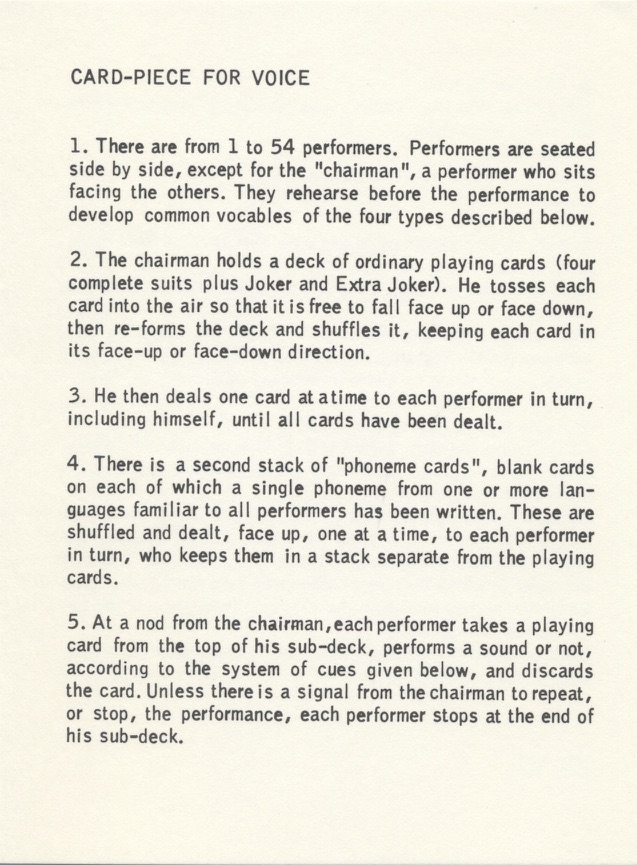 CARD-PIECE FOR VOICE
1. There are from 1 to 54 performers. Performers are seated
side by side, except for the "chairman", a performer who sits
facing the others. They rehearse before the performance to
develop common vocables of the four types described below.
2. The chairman holds a deck of ordinary playing cards (four
complete suits plus Joker and Extra Joker). He tosses each
card into the air so that it is free to fall face up or face down,
then re-forms the deck and shuffles it, keeping each card in
its face-up or face-down direction.
3. He then deals one card at a time to each performer in turn,
including himself, until all cards have been dealt.
4. There is a second stack of "phoneme cards", blank cards
on each of which a single phoneme from one or more lan-
guages familiar to all performers has been written. These are
shuffled and dealt, face up, one at a time, to each performer
in turn, who keeps them in a stack separate from the playing
cards.
5. At a nod from the chairman, each performer takes a playing
card from the top of his sub-deck, performs a sound or not,
according to the system of cues given below, and discards
the card. Unless there is a signal from the chairman to repeat,
or stop, the performance, each performer stops at the end of
his sub-deck.